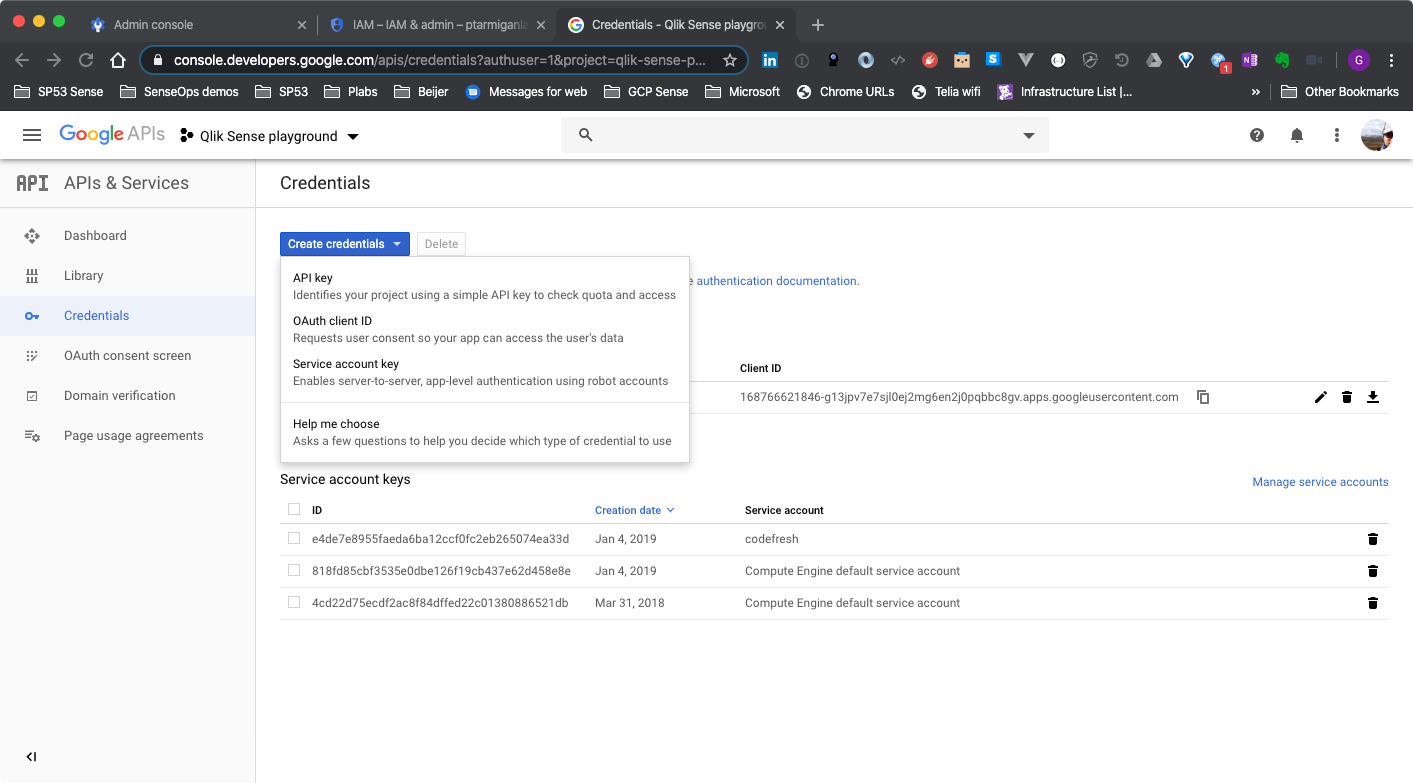 Admin console
IAM – IAM & admin – ptarmiganla
Credentials - Qlik Sense playgrou
console.developers.google.com/apis/credentials?authuser=1&project=qlik-sense-p...
1
G
SP53 Sense
SenseOps demos
SP53
Plabs
Beijer
Messages for web
GCP Sense
Microsoft
Chrome URLs
Telia wifi
Infrastructure List |...
»
Other Bookmarks
Google APIs
Qlik Sense playground
API APIs & Services
Credentials
Dashboard
Library
Credentials
OAuth consent screen
Domain verification
Page usage agreements
Create credentials
Delete
API key
Identifies your project using a simple API key to check quota and access
OAuth client ID
Requests user consent so your app can access the user's data
Service account key
Enables server-to-server, app-level authentication using robot accounts
Help me choose
Asks a few questions to help you decide which type of credential to use
authentication documentation.
Client ID
168766621846-g13jpv7e7sjl0ej2mg6en2j0pqbbc8gv.apps.googleusercontent.com
Service account keys
Manage service accounts
ID Creation date Service account
e4de7e8955faeda6ba12ccf0fc2eb265074ea33d Jan 4, 2019 codefresh
818fd85cbf3535e0dbe126f19cb437e62d458e8e Jan 4, 2019 Compute Engine default service account
4cd22d75ecdf2ac8f84dffed22c01380886521db Mar 31, 2018 Compute Engine default service account